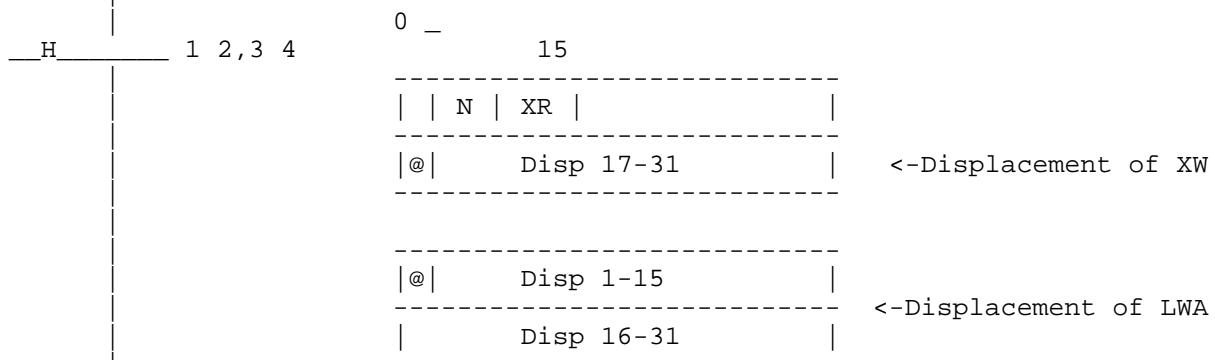 0 _
__H_______ 1 2,3 4 15
| | N | XR | |
|@| Disp 17-31 | <-Displacement of XW
|@| Disp 1-15 |
<-Displacement of LWA
| Disp 16-31 |